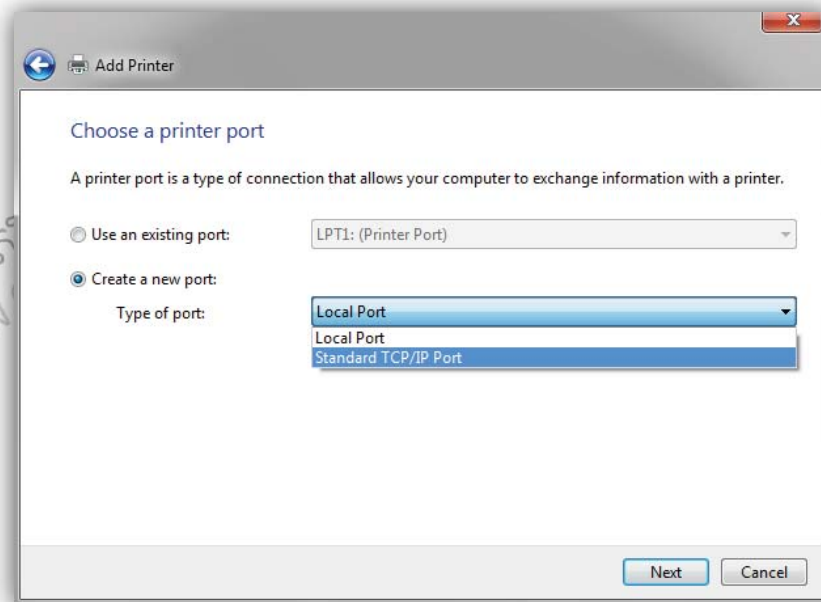 Add Printer
Choose a printer port
A printer port is a type of connection that allows your computer to exchange information with a printer.
Use an existing port: LPT1: (Printer Port)
Create a new port:
Type of port: Local Port
Local Port
Standard TCP/IP Port
Next Cancel